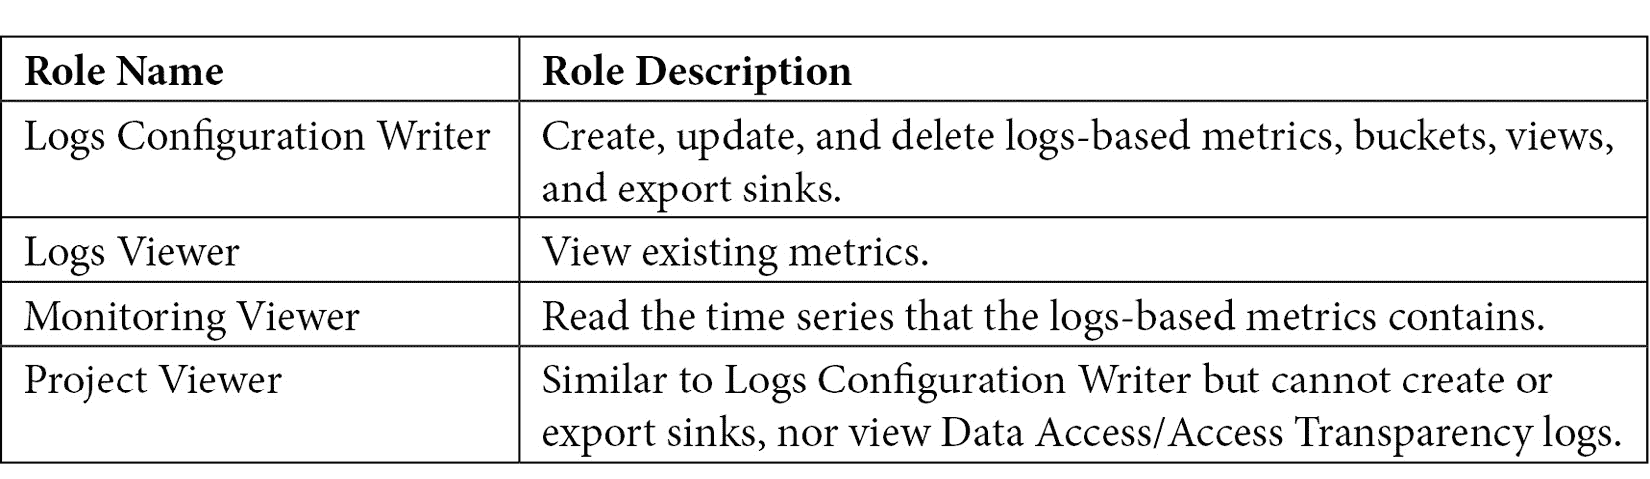 Role Name
Role Description
Logs Configuration Writer
Create, update, and delete logs-based metrics, buckets, views,
and export sinks.
Logs Viewer
View existing metrics.
Monitoring Viewer
Read the time series that the logs-based metrics contains.
Project Viewer
Similar to Logs Configuration Writer but cannot create or
export sinks, nor view Data Access/Access Transparency logs.